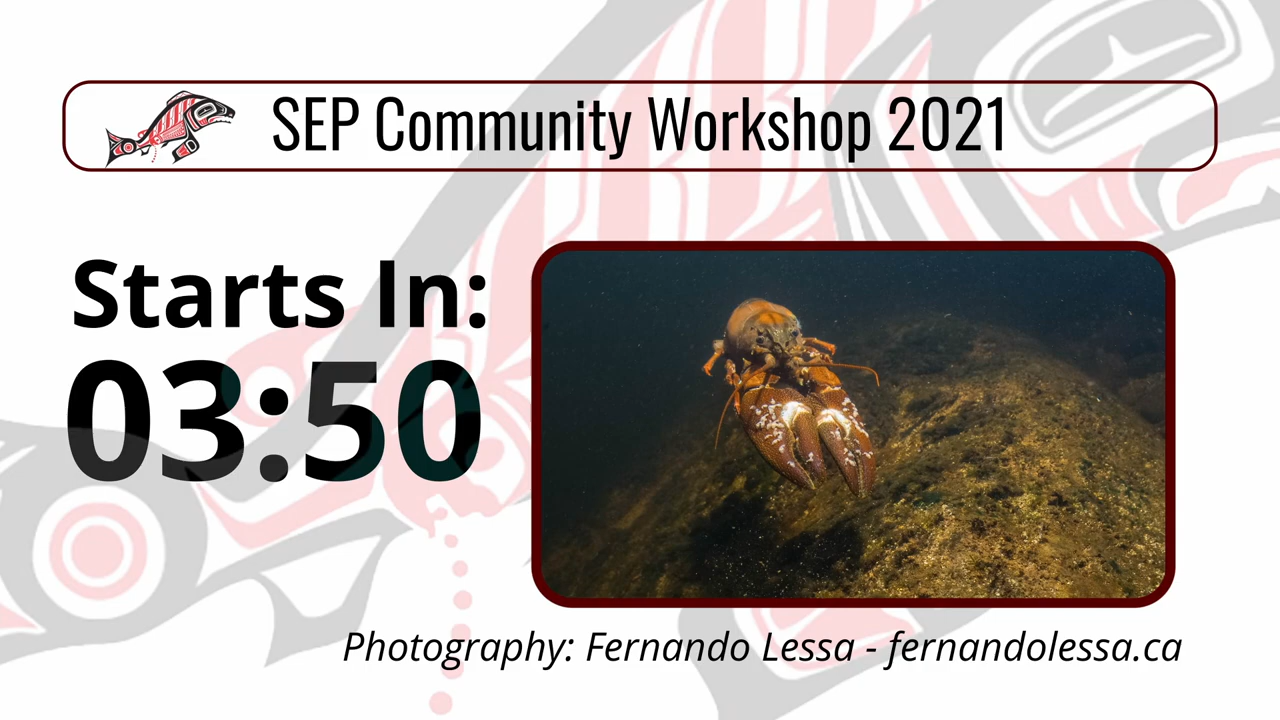 SEP Community Workshop 2021
Starts In:
03:50
Photography: Fernando Lessa - fernandolessa.ca